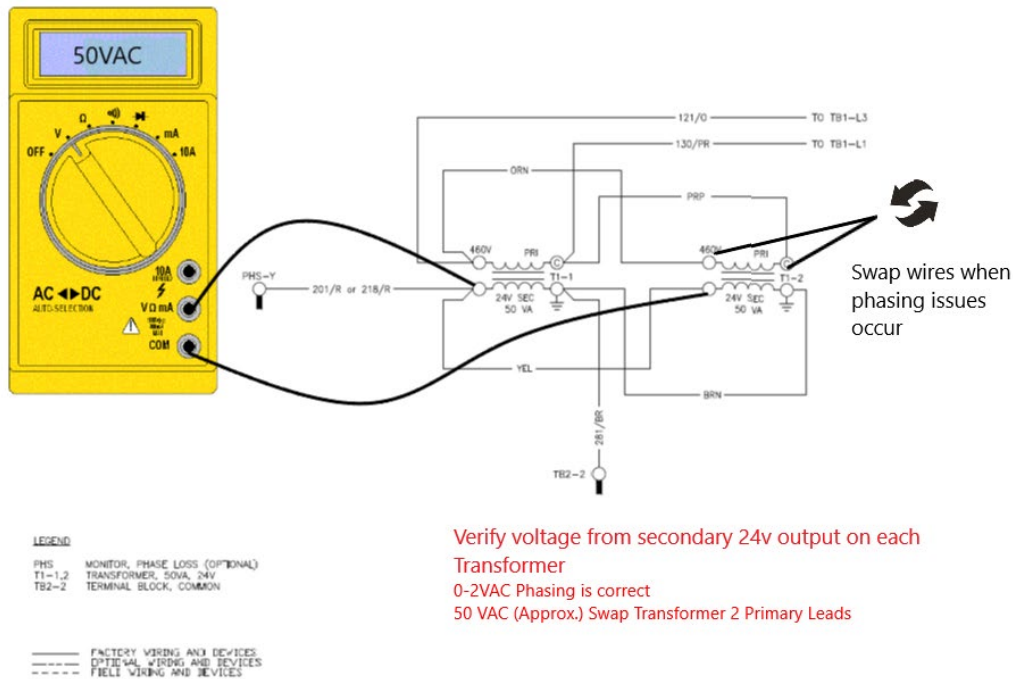 50VAC
Ω
V
mA
OFF
10A
10A
AC ◄►DC
AUTO-SELECTION
V Ω mA
COM
121/O
TO TB1-L3
130/PR
TO TB1-L1
ORN
PRP
460V
PRI
C
T1-1
460V
PRI
C
T1-2
PHS-Y
201/R or 218/R
24V SEC
50 VA
24V SEC
50 VA
YEL
BRN
281/BR
TB2-2
Swap wires when
phasing issues
occur
LEGEND
PHS MONITOR, PHASE LOSS (OPTIONAL)
T1-1,2 TRANSFORMER, 50VA, 24V
TB2-2 TERMINAL BLOCK, COMMON
FACTORY WIRING AND DEVICES
OPTIONAL WIRING AND DEVICES
FIELD WIRING AND DEVICES
Verify voltage from secondary 24v output on each
Transformer
0-2VAC Phasing is correct
50 VAC (Approx.) Swap Transformer 2 Primary Leads